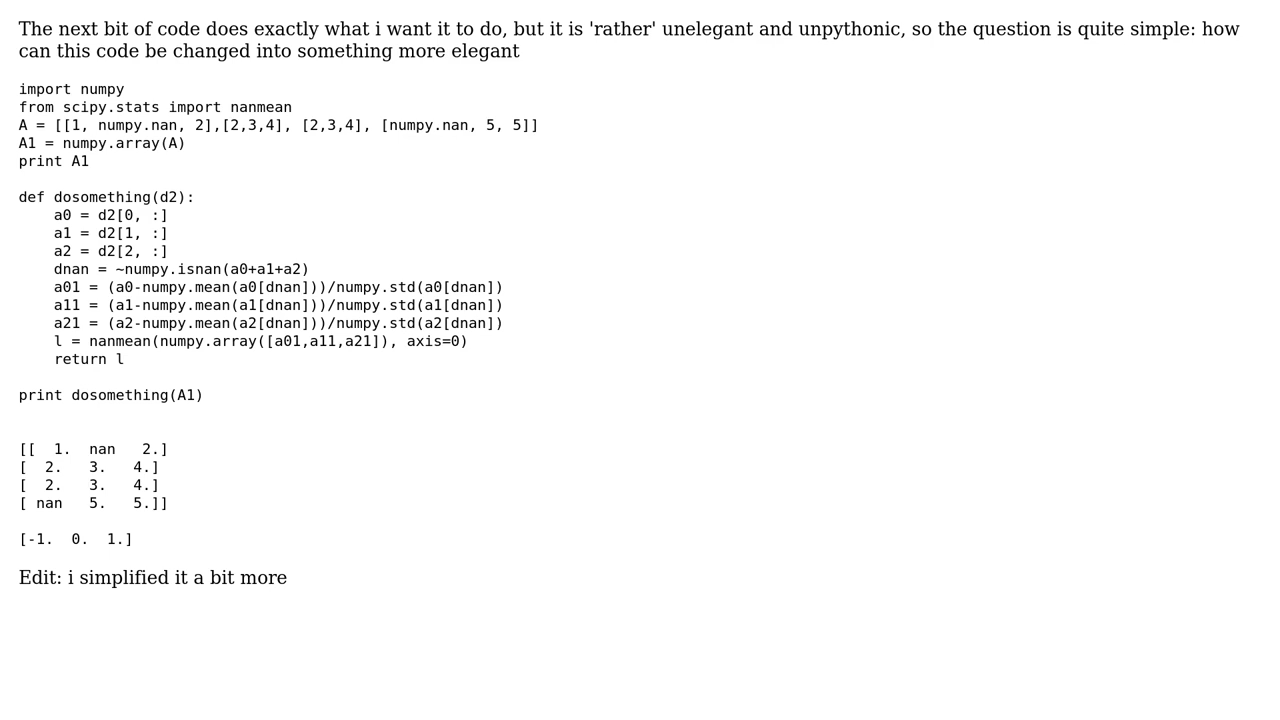 The next bit of code does exactly what i want it to do, but it is 'rather' unelegant and unpythonic, so the question is quite simple: how
can this code be changed into something more elegant
import numpy
from scipy.stats import nanmean
A = [[1, numpy.nan, 2],[2,3,4], [2,3,4], [numpy.nan, 5, 5]]
A1 = numpy.array(A)
print A1
def dosomething(d2):
    a0 = d2[0, :]
    a1 = d2[1, :]
    a2 = d2[2, :]
    dnan = ~numpy.isnan(a0+a1+a2)
    a01 = (a0-numpy.mean(a0[dnan]))/numpy.std(a0[dnan])
    a11 = (a1-numpy.mean(a1[dnan]))/numpy.std(a1[dnan])
    a21 = (a2-numpy.mean(a2[dnan]))/numpy.std(a2[dnan])
    l = nanmean(numpy.array([a01,a11,a21]), axis=0)
    return l
print dosomething(A1)
[[  1.  nan   2.]
[  2.   3.   4.]
[  2.   3.   4.]
[ nan   5.   5.]]
[-1.  0.  1.]
Edit: i simplified it a bit more